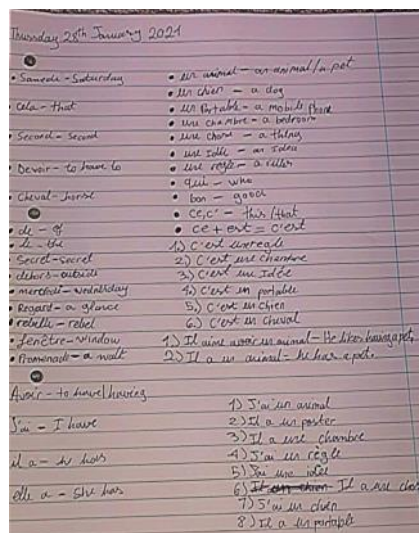 Thursday 28th January 2021
• Samedi - Saturday
• Cela - that
• Second - Second
• Devoir - to have to
• Cheval - horse
• de - of
• le - the
Secret - secret
• dehors - outside
• mercredi - wednesday
• Regard - a glance
• rebelle - rebel
• fenêtre - window
• Promenade - a walk
• un animal - an animal/a pet
• un chien - a dog
• un Portable - a mobile phone
• une chambre - a bedroom
• une chose - a thing
• une Idée - an Idea
• une règle - a ruler
• qui - who
• bon - good
• ce, c' - this/that
• ce + est = c'est
1.) C'est une regle
2.) C'est une chambre
3.) C'est une Idée
4.) C'est un portable
5.) C'est un chien
6.) C'est un cheval
1) Il aime avoir un animal - He likes having a pet.
2) Il a un animal - he has a pet.
Avoir - to have/having
J'ai - I have
il a - he has
elle a - She has
1) J'ai un animal
2) Il a un poster
3) Il a une chambre
4) J'ai un règle
5) J'ai une idée
6) Il a une
7) J'ai un chien
8) Il a un portable